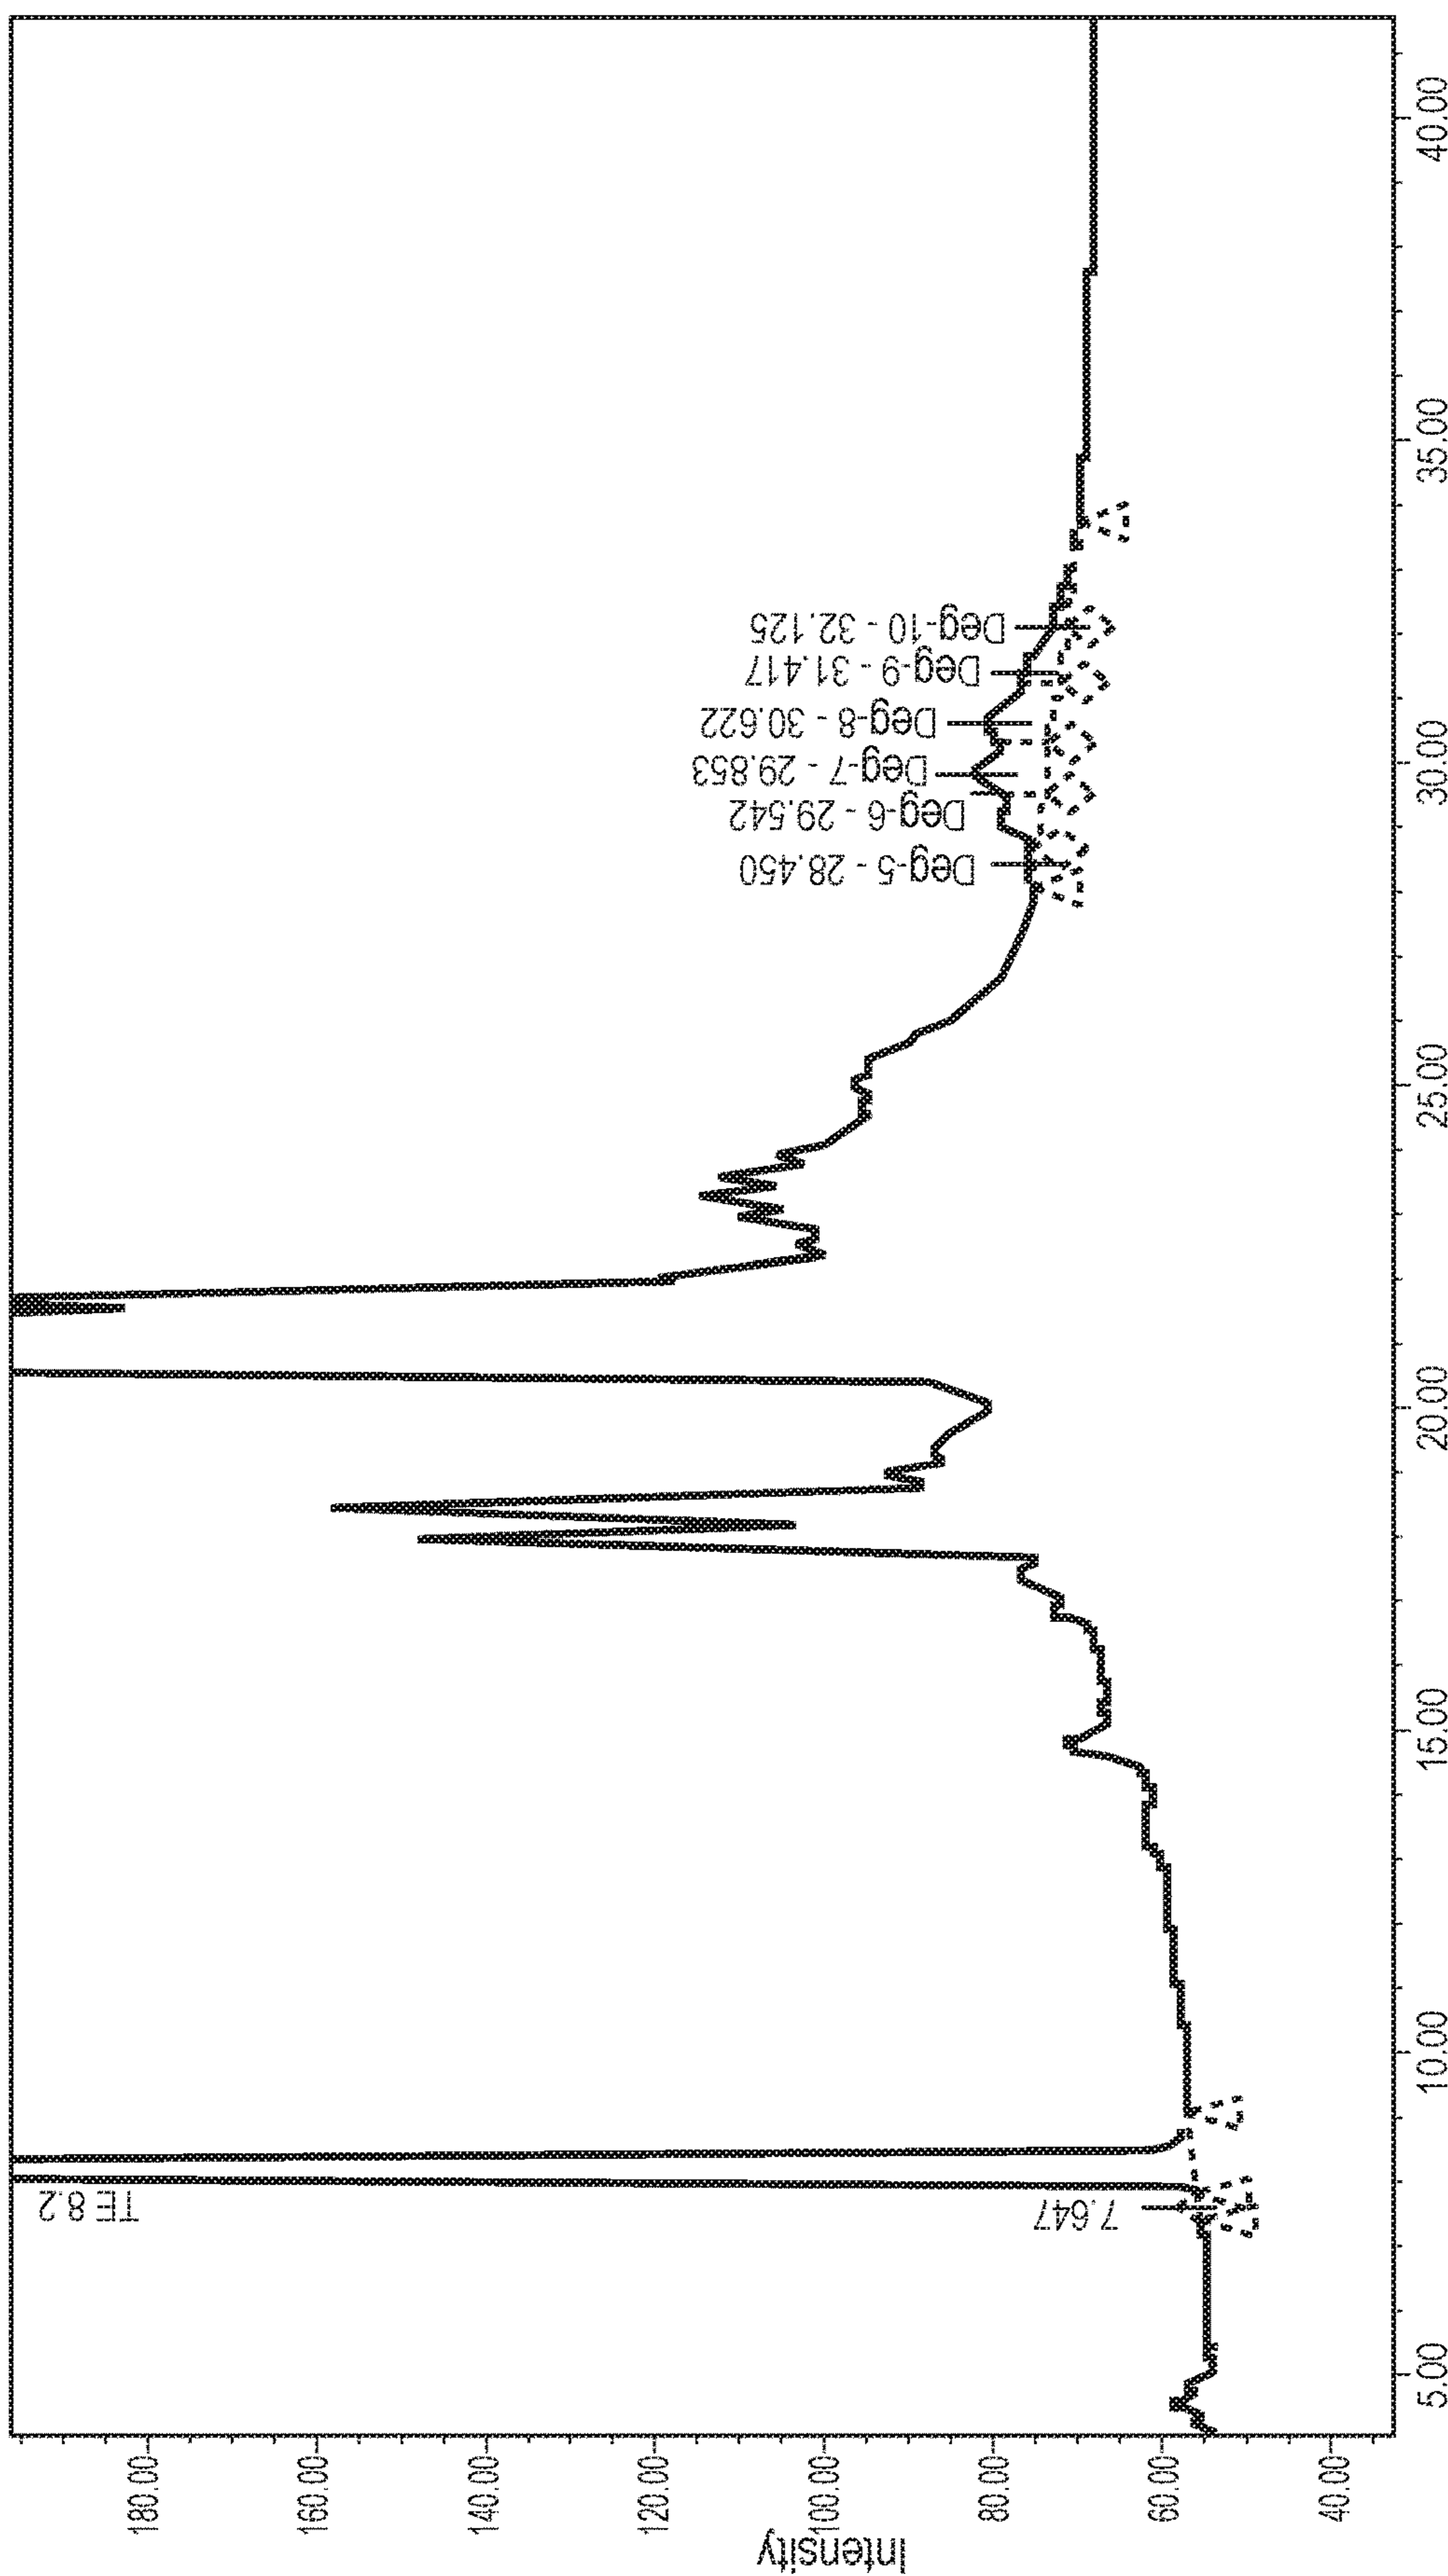 Intensity
180.00
160.00
140.00
120.00
100.00
80.00
60.00
40.00
TE 8.2
7.647
Deg-5 - 28.450
Deg-6 - 29.542
Deg-7 - 29.853
Deg-8 - 30.622
Deg-9 - 31.417
Deg-10 - 32.125
5.00
10.00
15.00
20.00
25.00
30.00
35.00
40.00